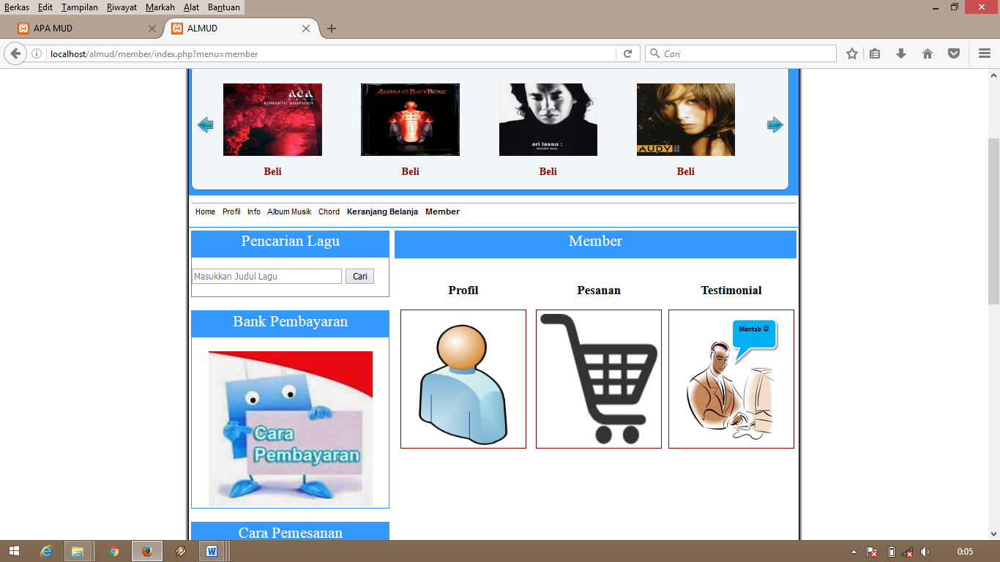 Berkas Edit Tampilan Riwayat Markah Alat Bantuan
APA MUD
ALMUD
localhost/almud/member/index.php?menu=member
Cari
ada
BAND
ROMANTIC RHAPSODY
ANDRA AND THE BACKBONE
ari lasso :
sendiri dulu
AUDY
Beli Beli Beli Beli
Home Profil Info Album Musik Chord Keranjang Belanja Member
Pencarian Lagu
Masukkan Judul Lagu
Cari
Bank Pembayaran
Cara
Pembayaran
Cara Pemesanan
Member
Profil Pesanan Testimonial
Mantab ☺
0:05